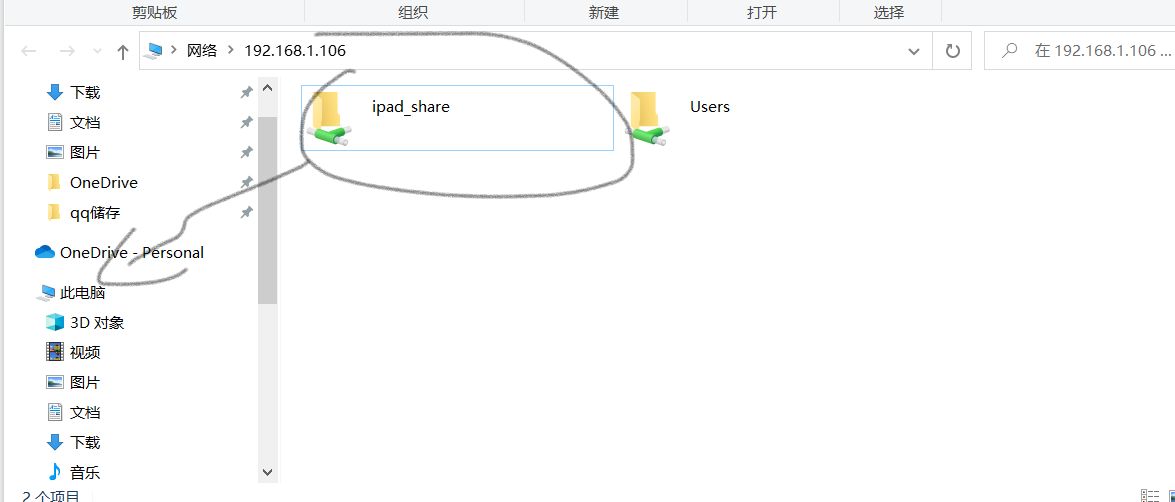 剪贴板 组织 新建 打开 选择
网络 192.168.1.106 在 192.168.1.106 ...
下载
文档
图片
OneDrive
qq储存
OneDrive - Personal
此电脑
3D 对象
视频
图片
文档
下载
音乐
ipad_share Users
2 个项目